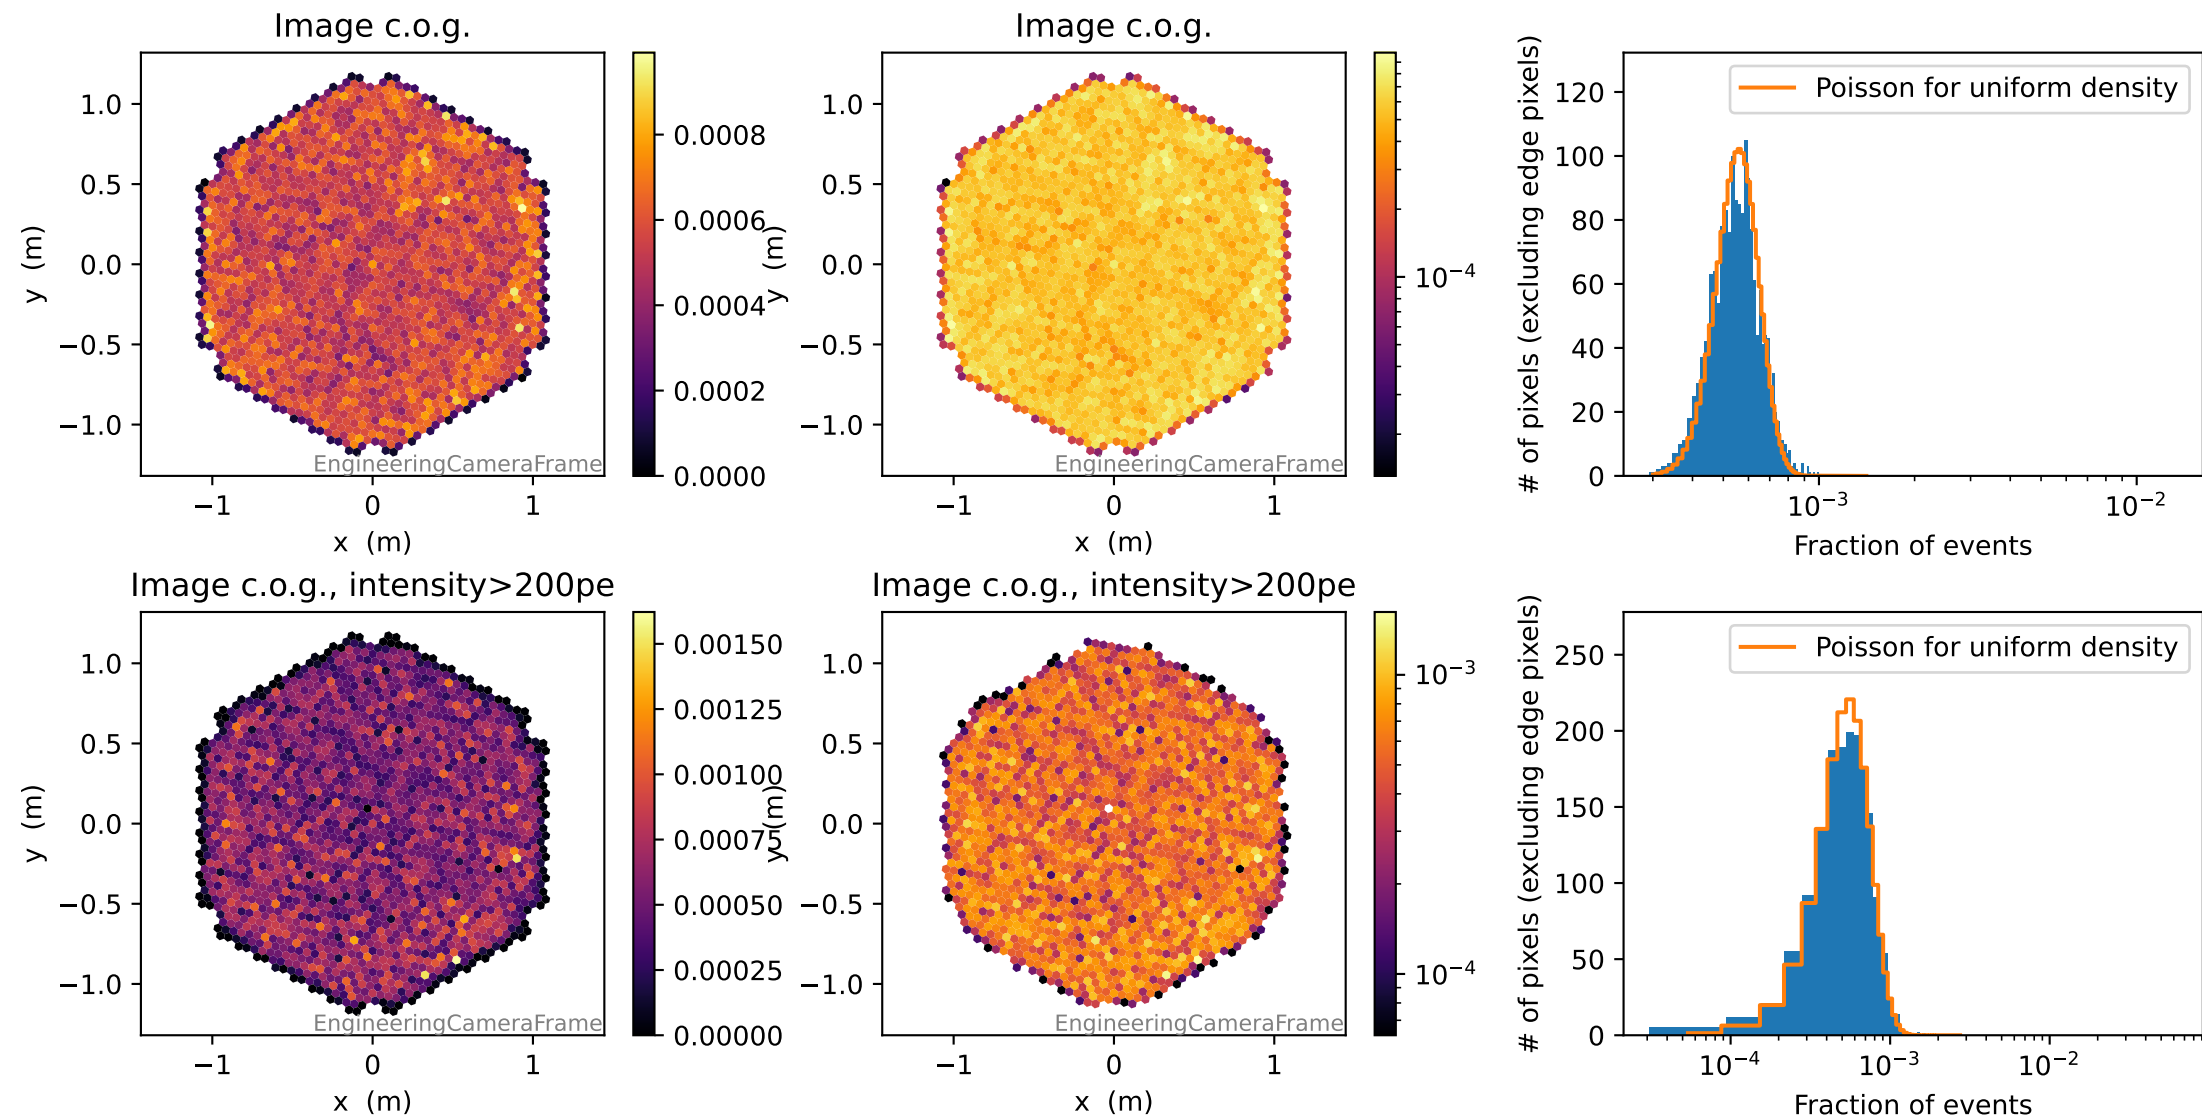 Image c.o.g.
1.0
0.5
0.0
−0.5
−1.0
y (m)
−1 0 1
x (m)
EngineeringCameraFrame
0.0008
0.0006
0.0004
0.0002
0.0000
Image c.o.g.
1.0
0.5
0.0
−0.5
−1.0
y (m)
−1 0 1
x (m)
EngineeringCameraFrame
10⁻⁴
# of pixels (excluding edge pixels)
120
100
80
60
40
20
0
Poisson for uniform density
10⁻³ 10⁻²
Fraction of events
Image c.o.g., intensity>200pe
1.0
0.5
0.0
−0.5
−1.0
y (m)
−1 0 1
x (m)
EngineeringCameraFrame
0.00150
0.00125
0.00100
0.00075
0.00050
0.00025
0.00000
Image c.o.g., intensity>200pe
1.0
0.5
0.0
−0.5
−1.0
y (m)
−1 0 1
x (m)
EngineeringCameraFrame
10⁻³
10⁻⁴
# of pixels (excluding edge pixels)
250
200
150
100
50
0
Poisson for uniform density
10⁻⁴ 10⁻³ 10⁻²
Fraction of events